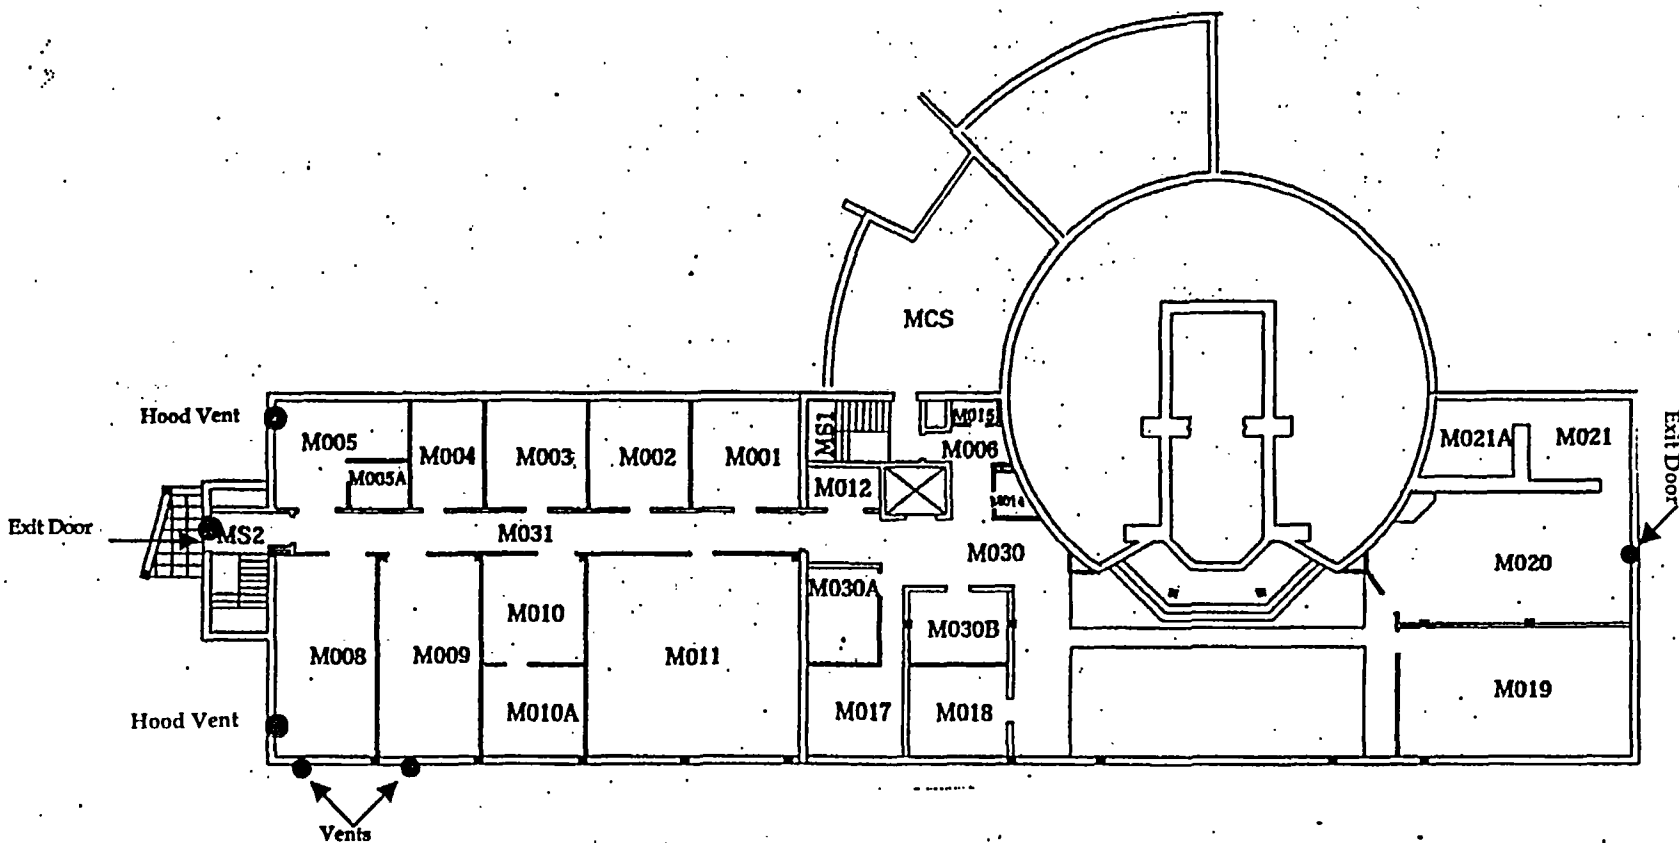 MCS
Hood Vent
M005
M005A
M004
M003
M002
M001
MS1
M012
M015
M006
M014
M021A
M021
Exit Door
Exit Door
MS2
M031
M030
M020
M030A
M010
M030B
M008
M009
M011
M019
Hood Vent
M010A
M017
M018
Vents